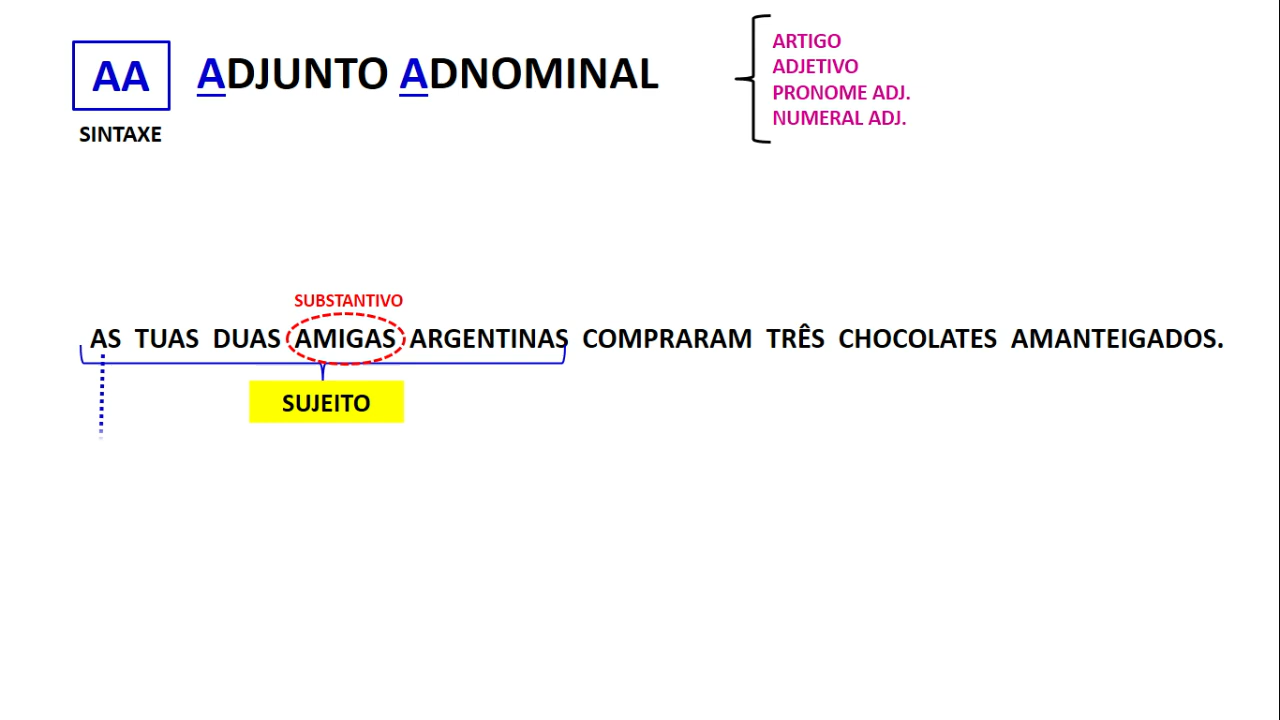 AA ADJUNTO ADNOMINAL
SINTAXE
ARTIGO
ADJETIVO
PRONOME ADJ.
NUMERAL ADJ.
SUBSTANTIVO
AS TUAS DUAS AMIGAS ARGENTINAS COMPRARAM TRÊS CHOCOLATES AMANTEIGADOS.
SUJEITO